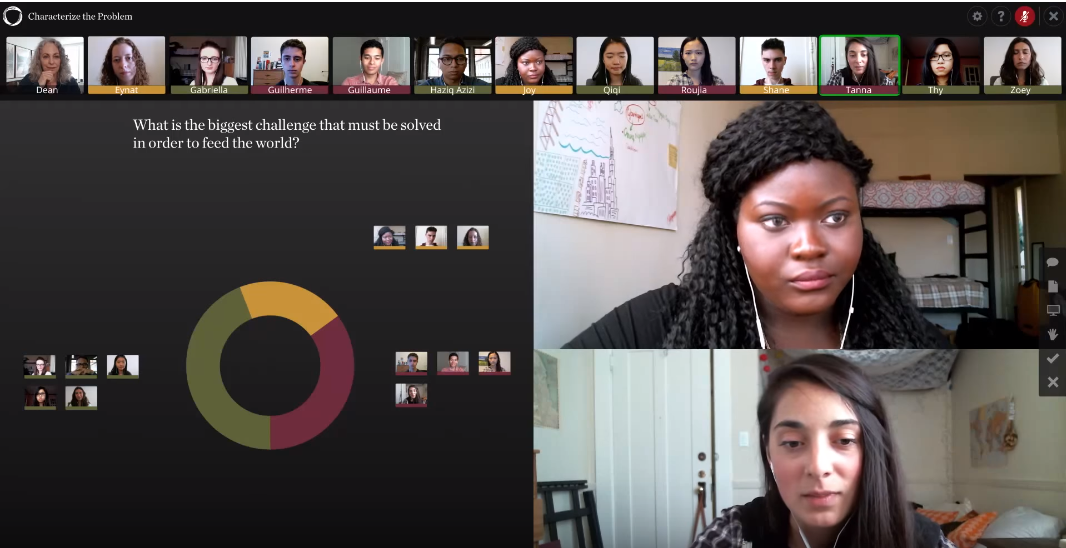 Characterize the Problem
Dean
Eynat
Gabriella
Guilherme
Guillaume
Haziq Azizi
Joy
Qiqi
Roujia
Shane
Tanna
Thy
Zoey
What is the biggest challenge that must be solved
in order to feed the world?